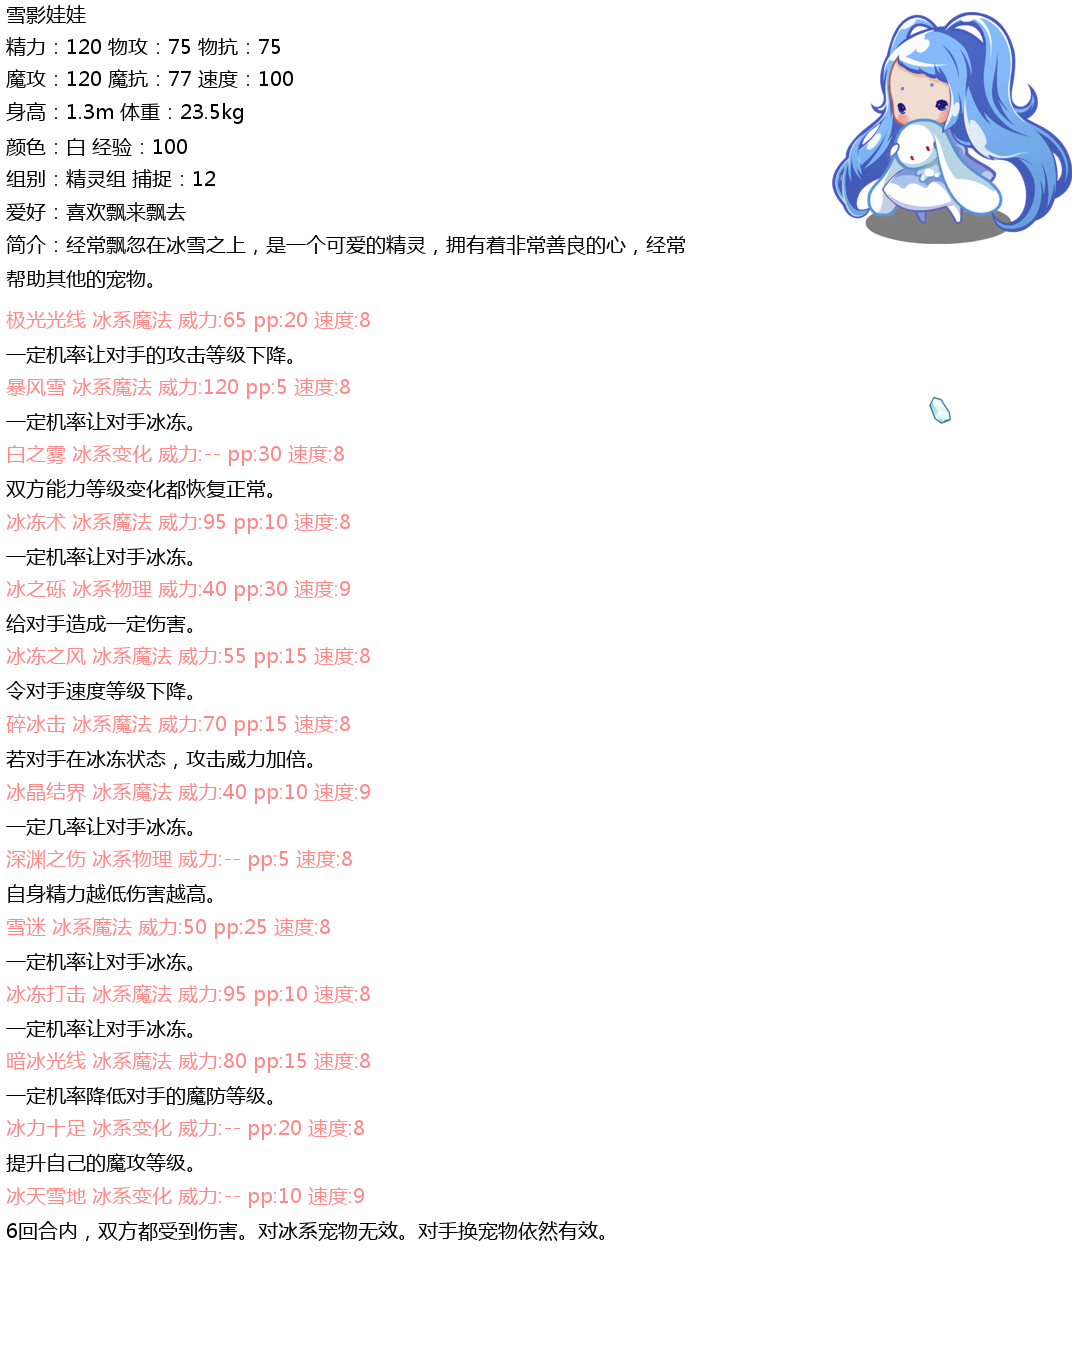 雪影娃娃
精力：120 物攻：75 物抗：75
魔攻：120 魔抗：77 速度：100
身高：1.3m 体重：23.5kg
颜色：白 经验：100
组别：精灵组 捕捉：12
爱好：喜欢飘来飘去
简介：经常飘忽在冰雪之上，是一个可爱的精灵，拥有着非常善良的心，经常
帮助其他的宠物。
极光光线 冰系魔法 威力:65 pp:20 速度:8
一定机率让对手的攻击等级下降。
暴风雪 冰系魔法 威力:120 pp:5 速度:8
一定机率让对手冰冻。
白之雾 冰系变化 威力:-- pp:30 速度:8
双方能力等级变化都恢复正常。
冰冻术 冰系魔法 威力:95 pp:10 速度:8
一定机率让对手冰冻。
冰之砾 冰系物理 威力:40 pp:30 速度:9
给对手造成一定伤害。
冰冻之风 冰系魔法 威力:55 pp:15 速度:8
令对手速度等级下降。
碎冰击 冰系魔法 威力:70 pp:15 速度:8
若对手在冰冻状态，攻击威力加倍。
冰晶结界 冰系魔法 威力:40 pp:10 速度:9
一定几率让对手冰冻。
深渊之伤 冰系物理 威力:-- pp:5 速度:8
自身精力越低伤害越高。
雪迷 冰系魔法 威力:50 pp:25 速度:8
一定机率让对手冰冻。
冰冻打击 冰系魔法 威力:95 pp:10 速度:8
一定机率让对手冰冻。
暗冰光线 冰系魔法 威力:80 pp:15 速度:8
一定机率降低对手的魔防等级。
冰力十足 冰系变化 威力:-- pp:20 速度:8
提升自己的魔攻等级。
冰天雪地 冰系变化 威力:-- pp:10 速度:9
6回合内，双方都受到伤害。对冰系宠物无效。对手换宠物依然有效。